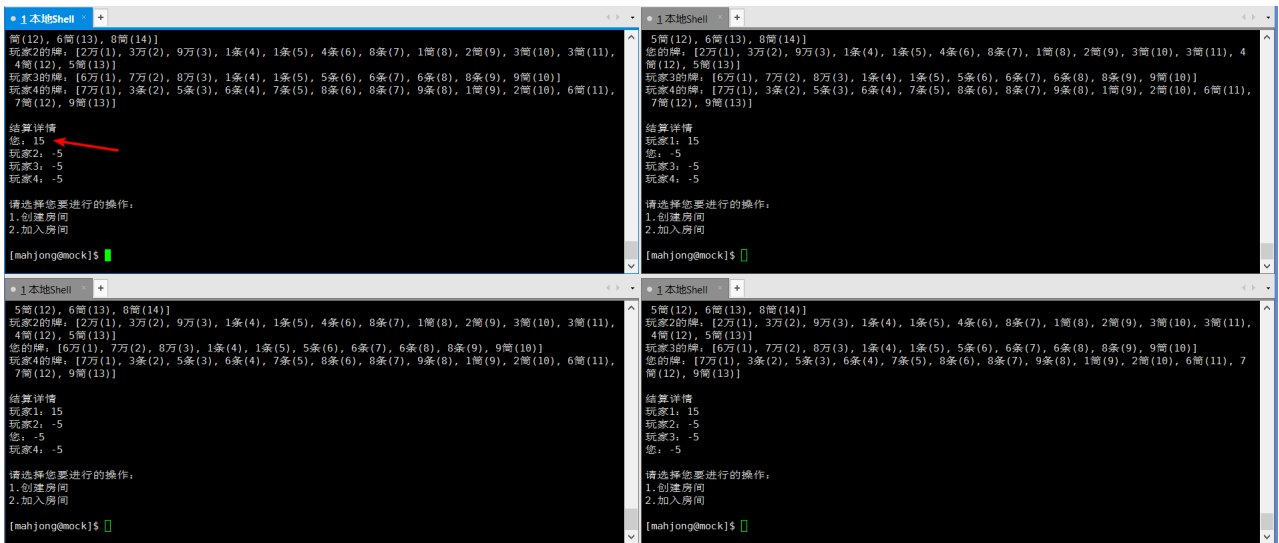 1 本地Shell × +
筒(12), 6筒(13), 8筒(14)]
玩家2的牌: [2万(1), 3万(2), 9万(3), 1条(4), 1条(5), 4条(6), 8条(7), 1筒(8), 2筒(9), 3筒(10), 3筒(11),
4筒(12), 5筒(13)]
玩家3的牌: [6万(1), 7万(2), 8万(3), 1条(4), 1条(5), 5条(6), 6条(7), 6条(8), 8条(9), 9筒(10)]
玩家4的牌: [7万(1), 3条(2), 5条(3), 6条(4), 7条(5), 8条(6), 8条(7), 9条(8), 1筒(9), 2筒(10), 6筒(11),
7筒(12), 9筒(13)]
结算详情
您: 15
玩家2: -5
玩家3: -5
玩家4: -5
请选择您要进行的操作:
1.创建房间
2.加入房间
[mahjong@mock]$
1 本地Shell × +
5筒(12), 6筒(13), 8筒(14)]
您的牌: [2万(1), 3万(2), 9万(3), 1条(4), 1条(5), 4条(6), 8条(7), 1筒(8), 2筒(9), 3筒(10), 3筒(11), 4
筒(12), 5筒(13)]
玩家3的牌: [6万(1), 7万(2), 8万(3), 1条(4), 1条(5), 5条(6), 6条(7), 6条(8), 8条(9), 9筒(10)]
玩家4的牌: [7万(1), 3条(2), 5条(3), 6条(4), 7条(5), 8条(6), 8条(7), 9条(8), 1筒(9), 2筒(10), 6筒(11),
7筒(12), 9筒(13)]
结算详情
玩家1: 15
您: -5
玩家3: -5
玩家4: -5
请选择您要进行的操作:
1.创建房间
2.加入房间
[mahjong@mock]$
1 本地Shell × +
5筒(12), 6筒(13), 8筒(14)]
玩家2的牌: [2万(1), 3万(2), 9万(3), 1条(4), 1条(5), 4条(6), 8条(7), 1筒(8), 2筒(9), 3筒(10), 3筒(11),
4筒(12), 5筒(13)]
您的牌: [6万(1), 7万(2), 8万(3), 1条(4), 1条(5), 5条(6), 6条(7), 6条(8), 8条(9), 9筒(10)]
玩家4的牌: [7万(1), 3条(2), 5条(3), 6条(4), 7条(5), 8条(6), 8条(7), 9条(8), 1筒(9), 2筒(10), 6筒(11),
7筒(12), 9筒(13)]
结算详情
玩家1: 15
玩家2: -5
您: -5
玩家4: -5
请选择您要进行的操作:
1.创建房间
2.加入房间
[mahjong@mock]$
1 本地Shell × +
5筒(12), 6筒(13), 8筒(14)]
玩家2的牌: [2万(1), 3万(2), 9万(3), 1条(4), 1条(5), 4条(6), 8条(7), 1筒(8), 2筒(9), 3筒(10), 3筒(11),
4筒(12), 5筒(13)]
玩家3的牌: [6万(1), 7万(2), 8万(3), 1条(4), 1条(5), 5条(6), 6条(7), 6条(8), 8条(9), 9筒(10)]
您的牌: [7万(1), 3条(2), 5条(3), 6条(4), 7条(5), 8条(6), 8条(7), 9条(8), 1筒(9), 2筒(10), 6筒(11), 7
筒(12), 9筒(13)]
结算详情
玩家1: 15
玩家2: -5
玩家3: -5
您: -5
请选择您要进行的操作:
1.创建房间
2.加入房间
[mahjong@mock]$